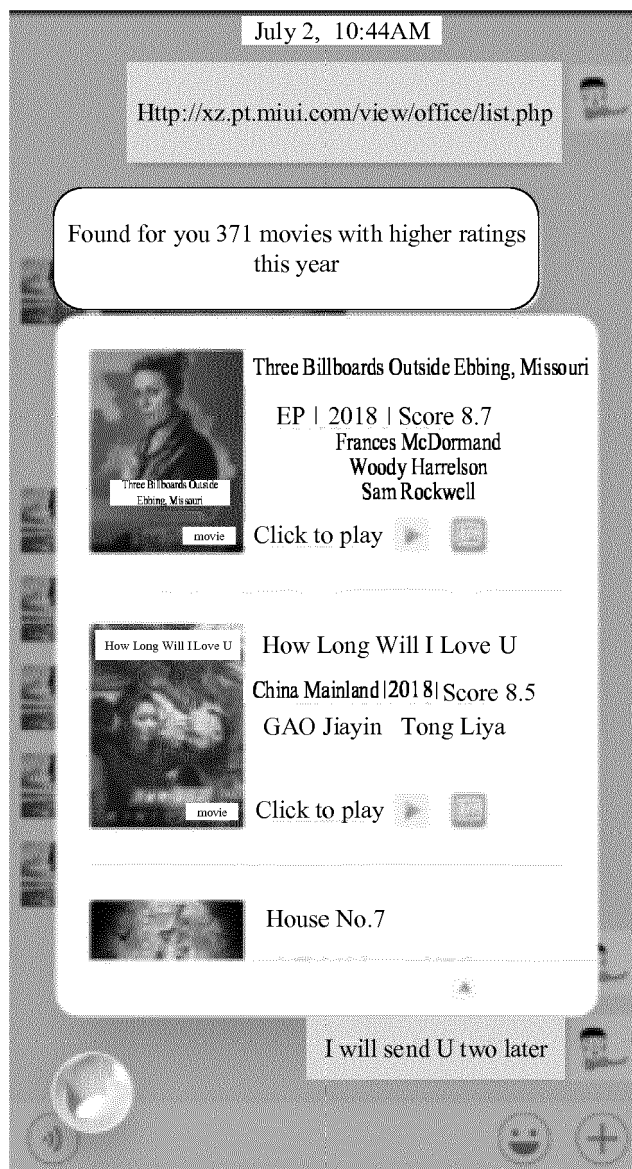 July 2, 10:44AM
Http://xz.pt.miui.com/view/office/list.php
Found for you 371 movies with higher ratings
this year
Three Billboards Outside Ebbing, Missouri
EP | 2018 | Score 8.7
Frances McDormand
Woody Harrelson
Sam Rockwell
Three Billboards Outside
Ebbing, Missouri
movie
Click to play
How Long Will I Love U
How Long Will I Love U
China Mainland|2018| Score 8.5
GAO Jiayin Tong Liya
movie
Click to play
House No.7
I will send U two later